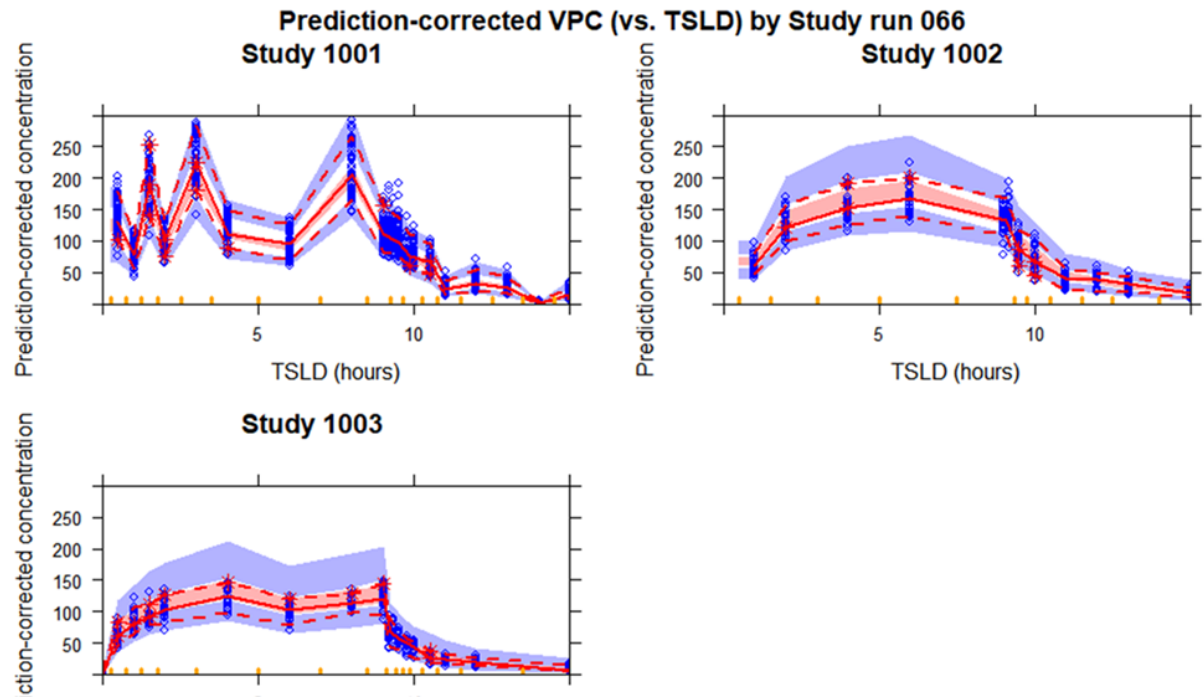 Prediction-corrected VPC (vs. TSLD) by Study run 066
Study 1001
Prediction-corrected concentration
250
200
150
100
50
5
10
TSLD (hours)
Study 1002
Prediction-corrected concentration
250
200
150
100
50
5
10
TSLD (hours)
Study 1003
ction-corrected concentration
250
200
150
100
50